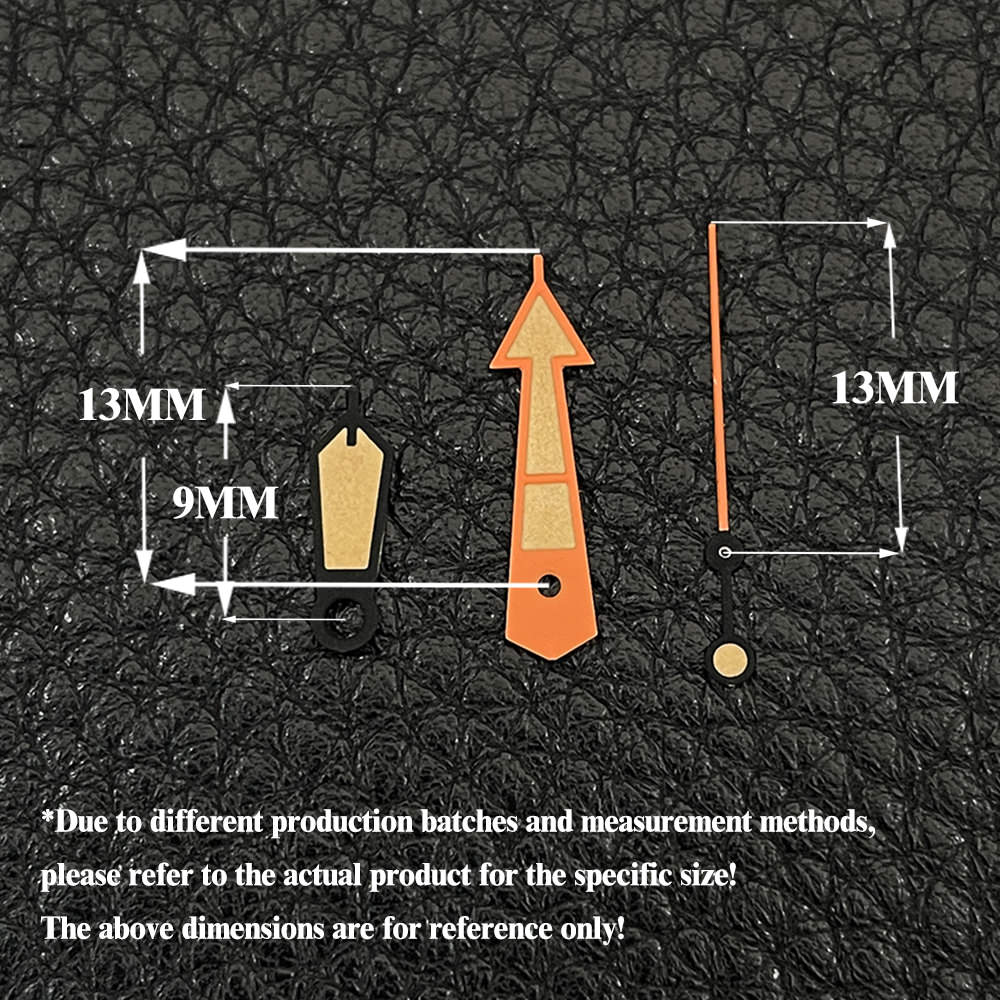 13MM
13MM
9MM
*Due to different production batches and measurement methods,
please refer to the actual product for the specific size!
The above dimensions are for reference only!